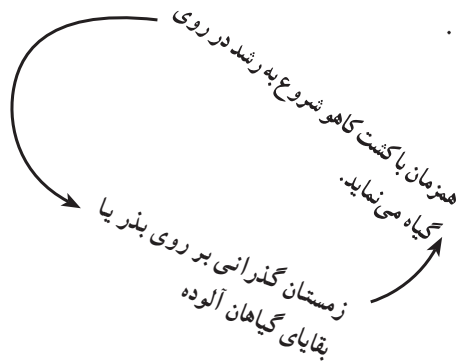 همزمان با کشت کاهو شروع به رشد در روی
گیاه می‌نماید.
زمستان گذرانی بر روی بذر یا
بقایای گیاهان آلوده